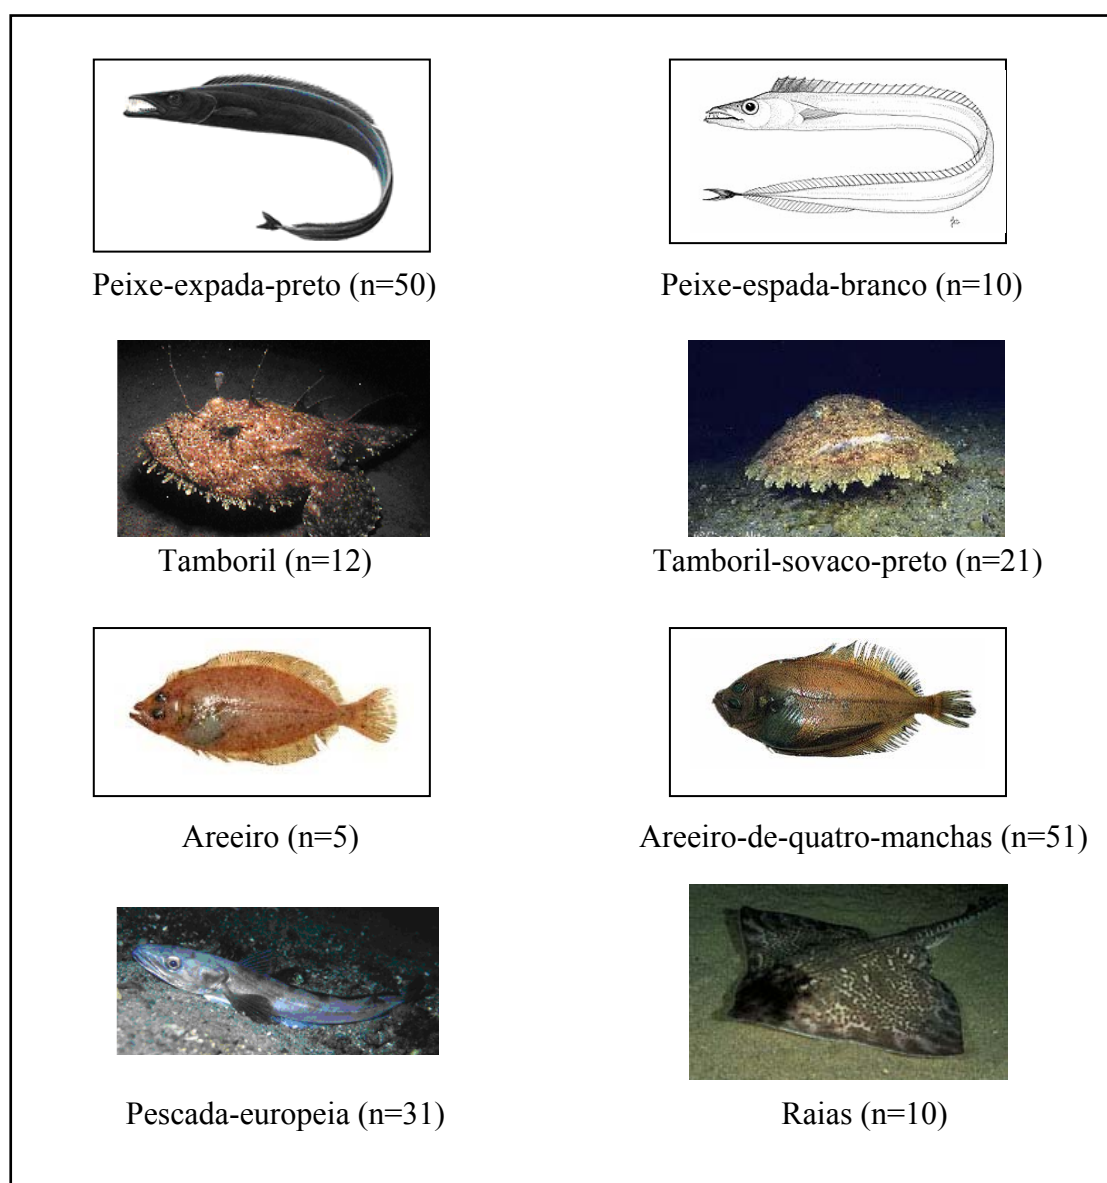 Peixe-expada-preto (n=50)
Peixe-espada-branco (n=10)
Tamboril (n=12)
Tamboril-sovaco-preto (n=21)
Areeiro (n=5)
Areeiro-de-quatro-manchas (n=51)
Pescada-europeia (n=31)
Raias (n=10)